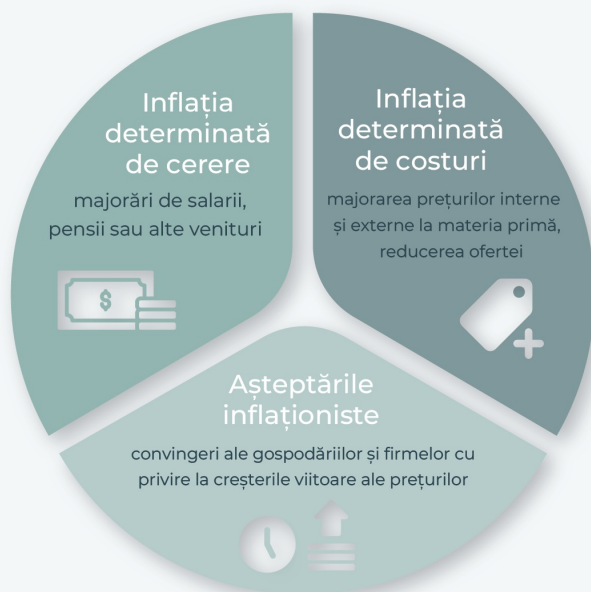 Inflația
determinată
de cerere
majorări de salarii,
pensii sau alte venituri
$
Inflația
determinată
de costuri
majorarea prețurilor interne
și externe la materia primă,
reducerea ofertei
Așteptările
inflaționiste
convingeri ale gospodăriilor și firmelor cu
privire la creșterile viitoare ale prețurilor